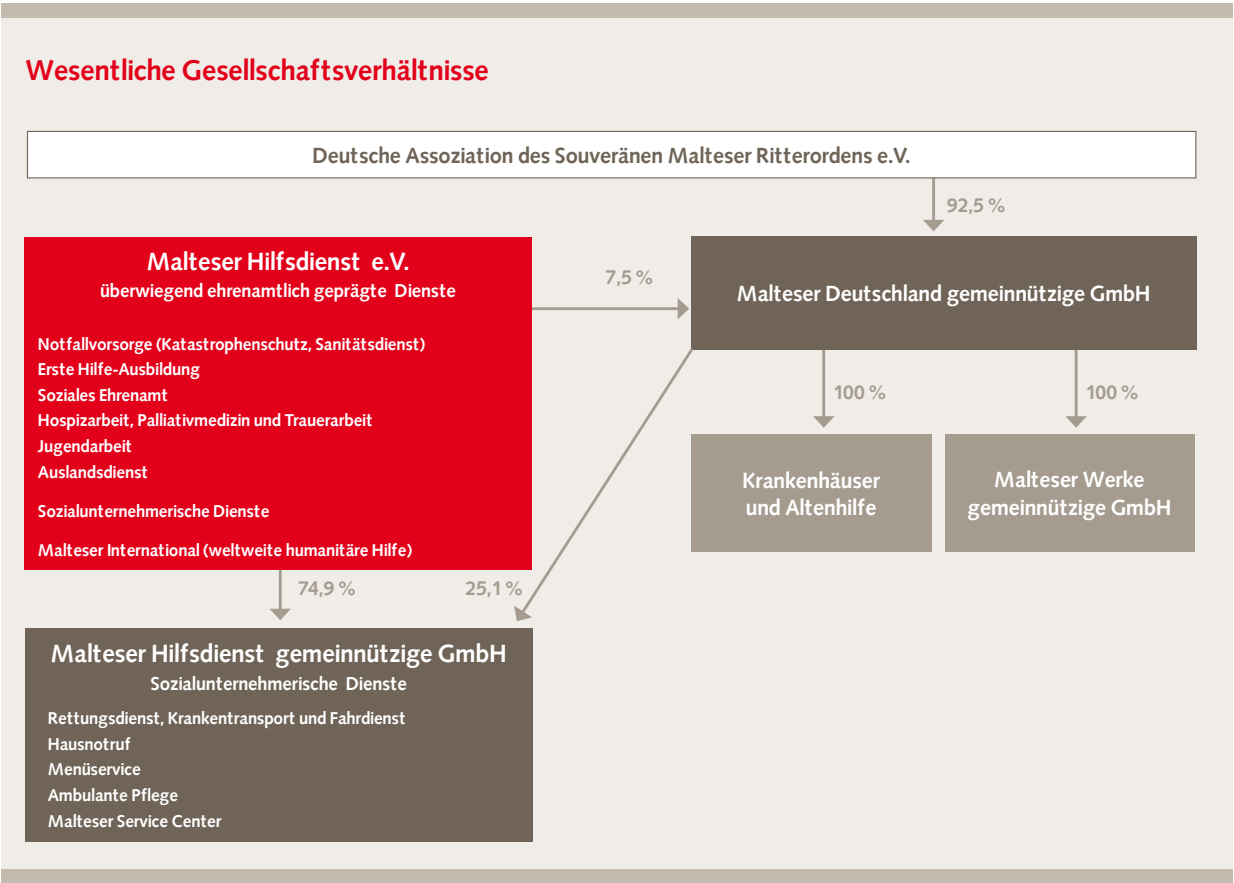 Wesentliche Gesellschaftsverhältnisse
Deutsche Assoziation des Souveränen Malteser Ritterordens e.V.
92,5 %
Malteser Hilfsdienst e.V.
überwiegend ehrenamtlich geprägte Dienste
Notfallvorsorge (Katastrophenschutz, Sanitätsdienst)
Erste Hilfe-Ausbildung
Soziales Ehrenamt
Hospizarbeit, Palliativmedizin und Trauerarbeit
Jugendarbeit
Auslandsdienst
Sozialunternehmerische Dienste
Malteser International (weltweite humanitäre Hilfe)
7,5 %
Malteser Deutschland gemeinnützige GmbH
100 %
100 %
Krankenhäuser
und Altenhilfe
Malteser Werke
gemeinnützige GmbH
74,9 %
25,1 %
Malteser Hilfsdienst gemeinnützige GmbH
Sozialunternehmerische Dienste
Rettungsdienst, Krankentransport und Fahrdienst
Hausnotruf
Menüservice
Ambulante Pflege
Malteser Service Center